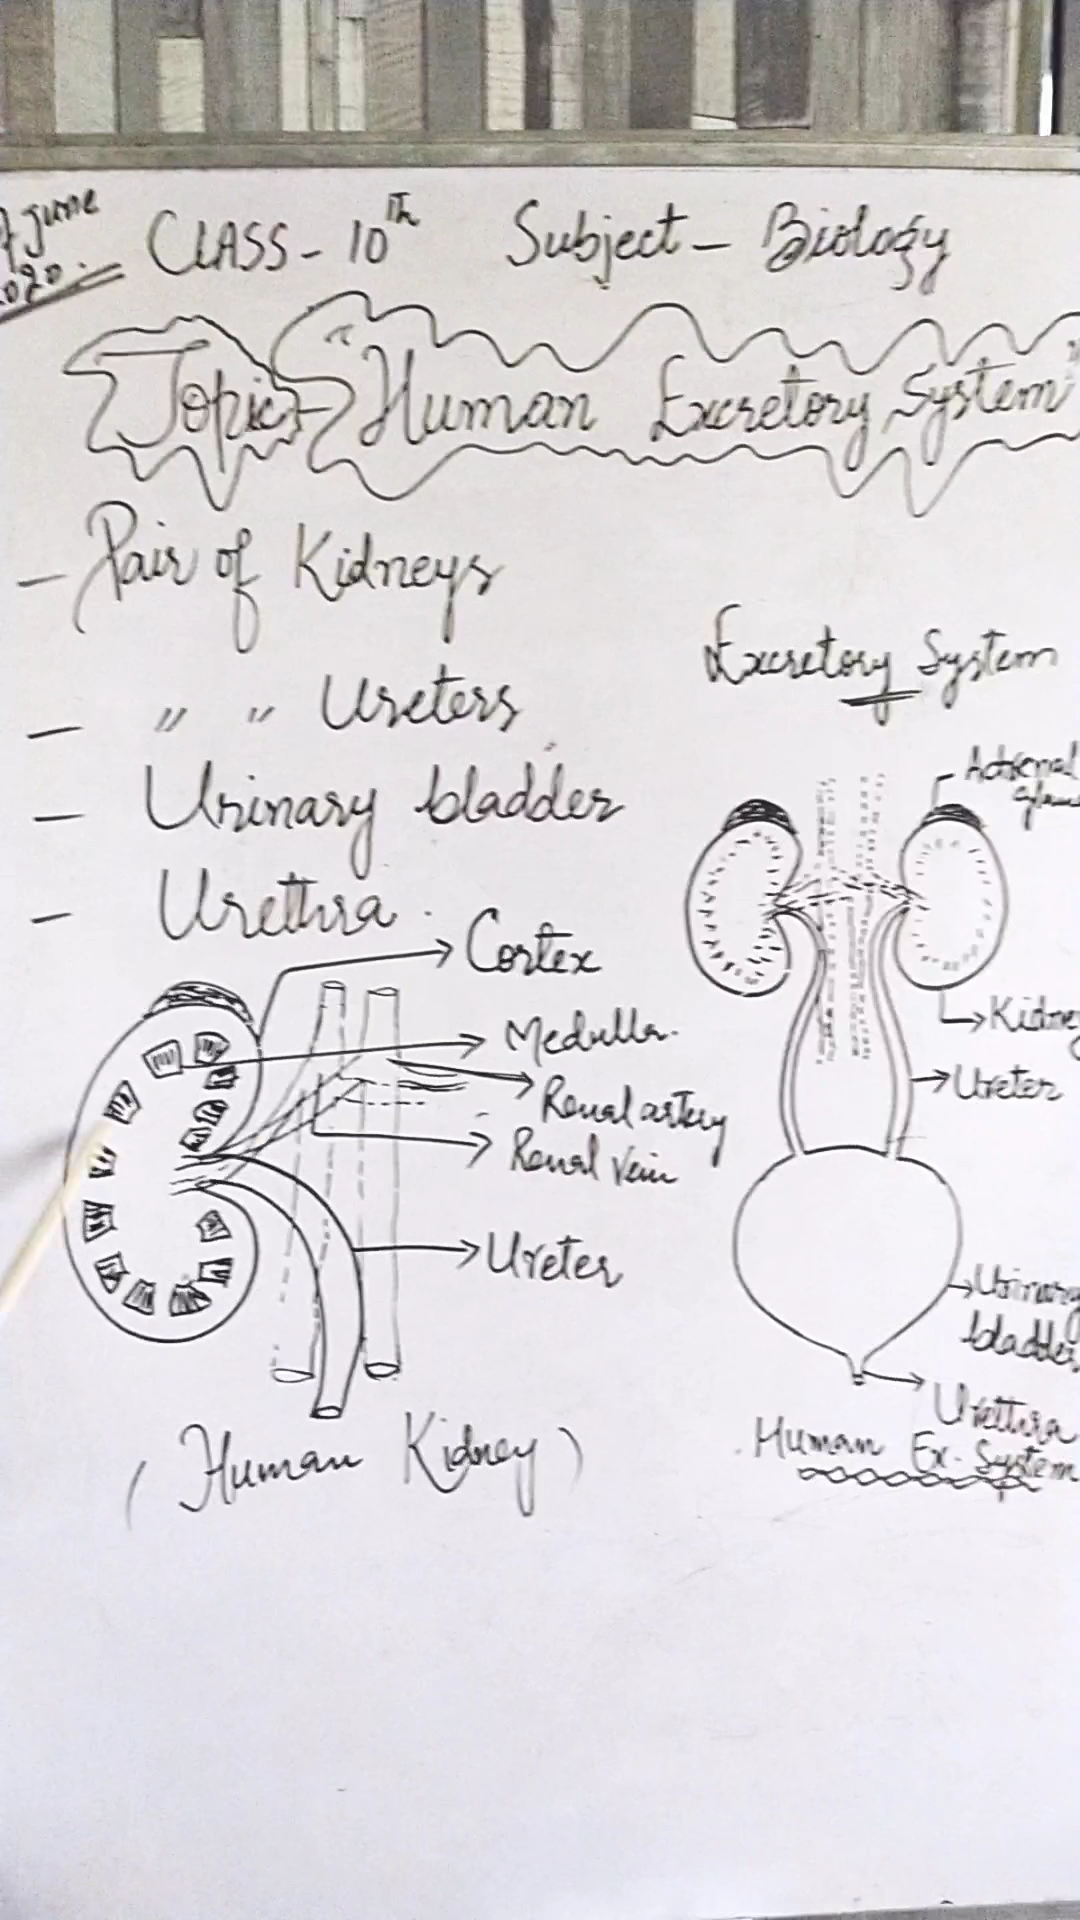 June
2020.
CLASS - 10th Subject - Biology
Topic - "Human Excretory System"
- Pair of Kidneys
- " " Ureters
- Urinary bladder
- Urethra
Cortex
Medulla
Renal artery
Renal vein
Ureter
(Human Kidney)
Excretory System
Adrenal
Kidney
Ureter
Urinary
bladder
Urethra
Human Ex. System